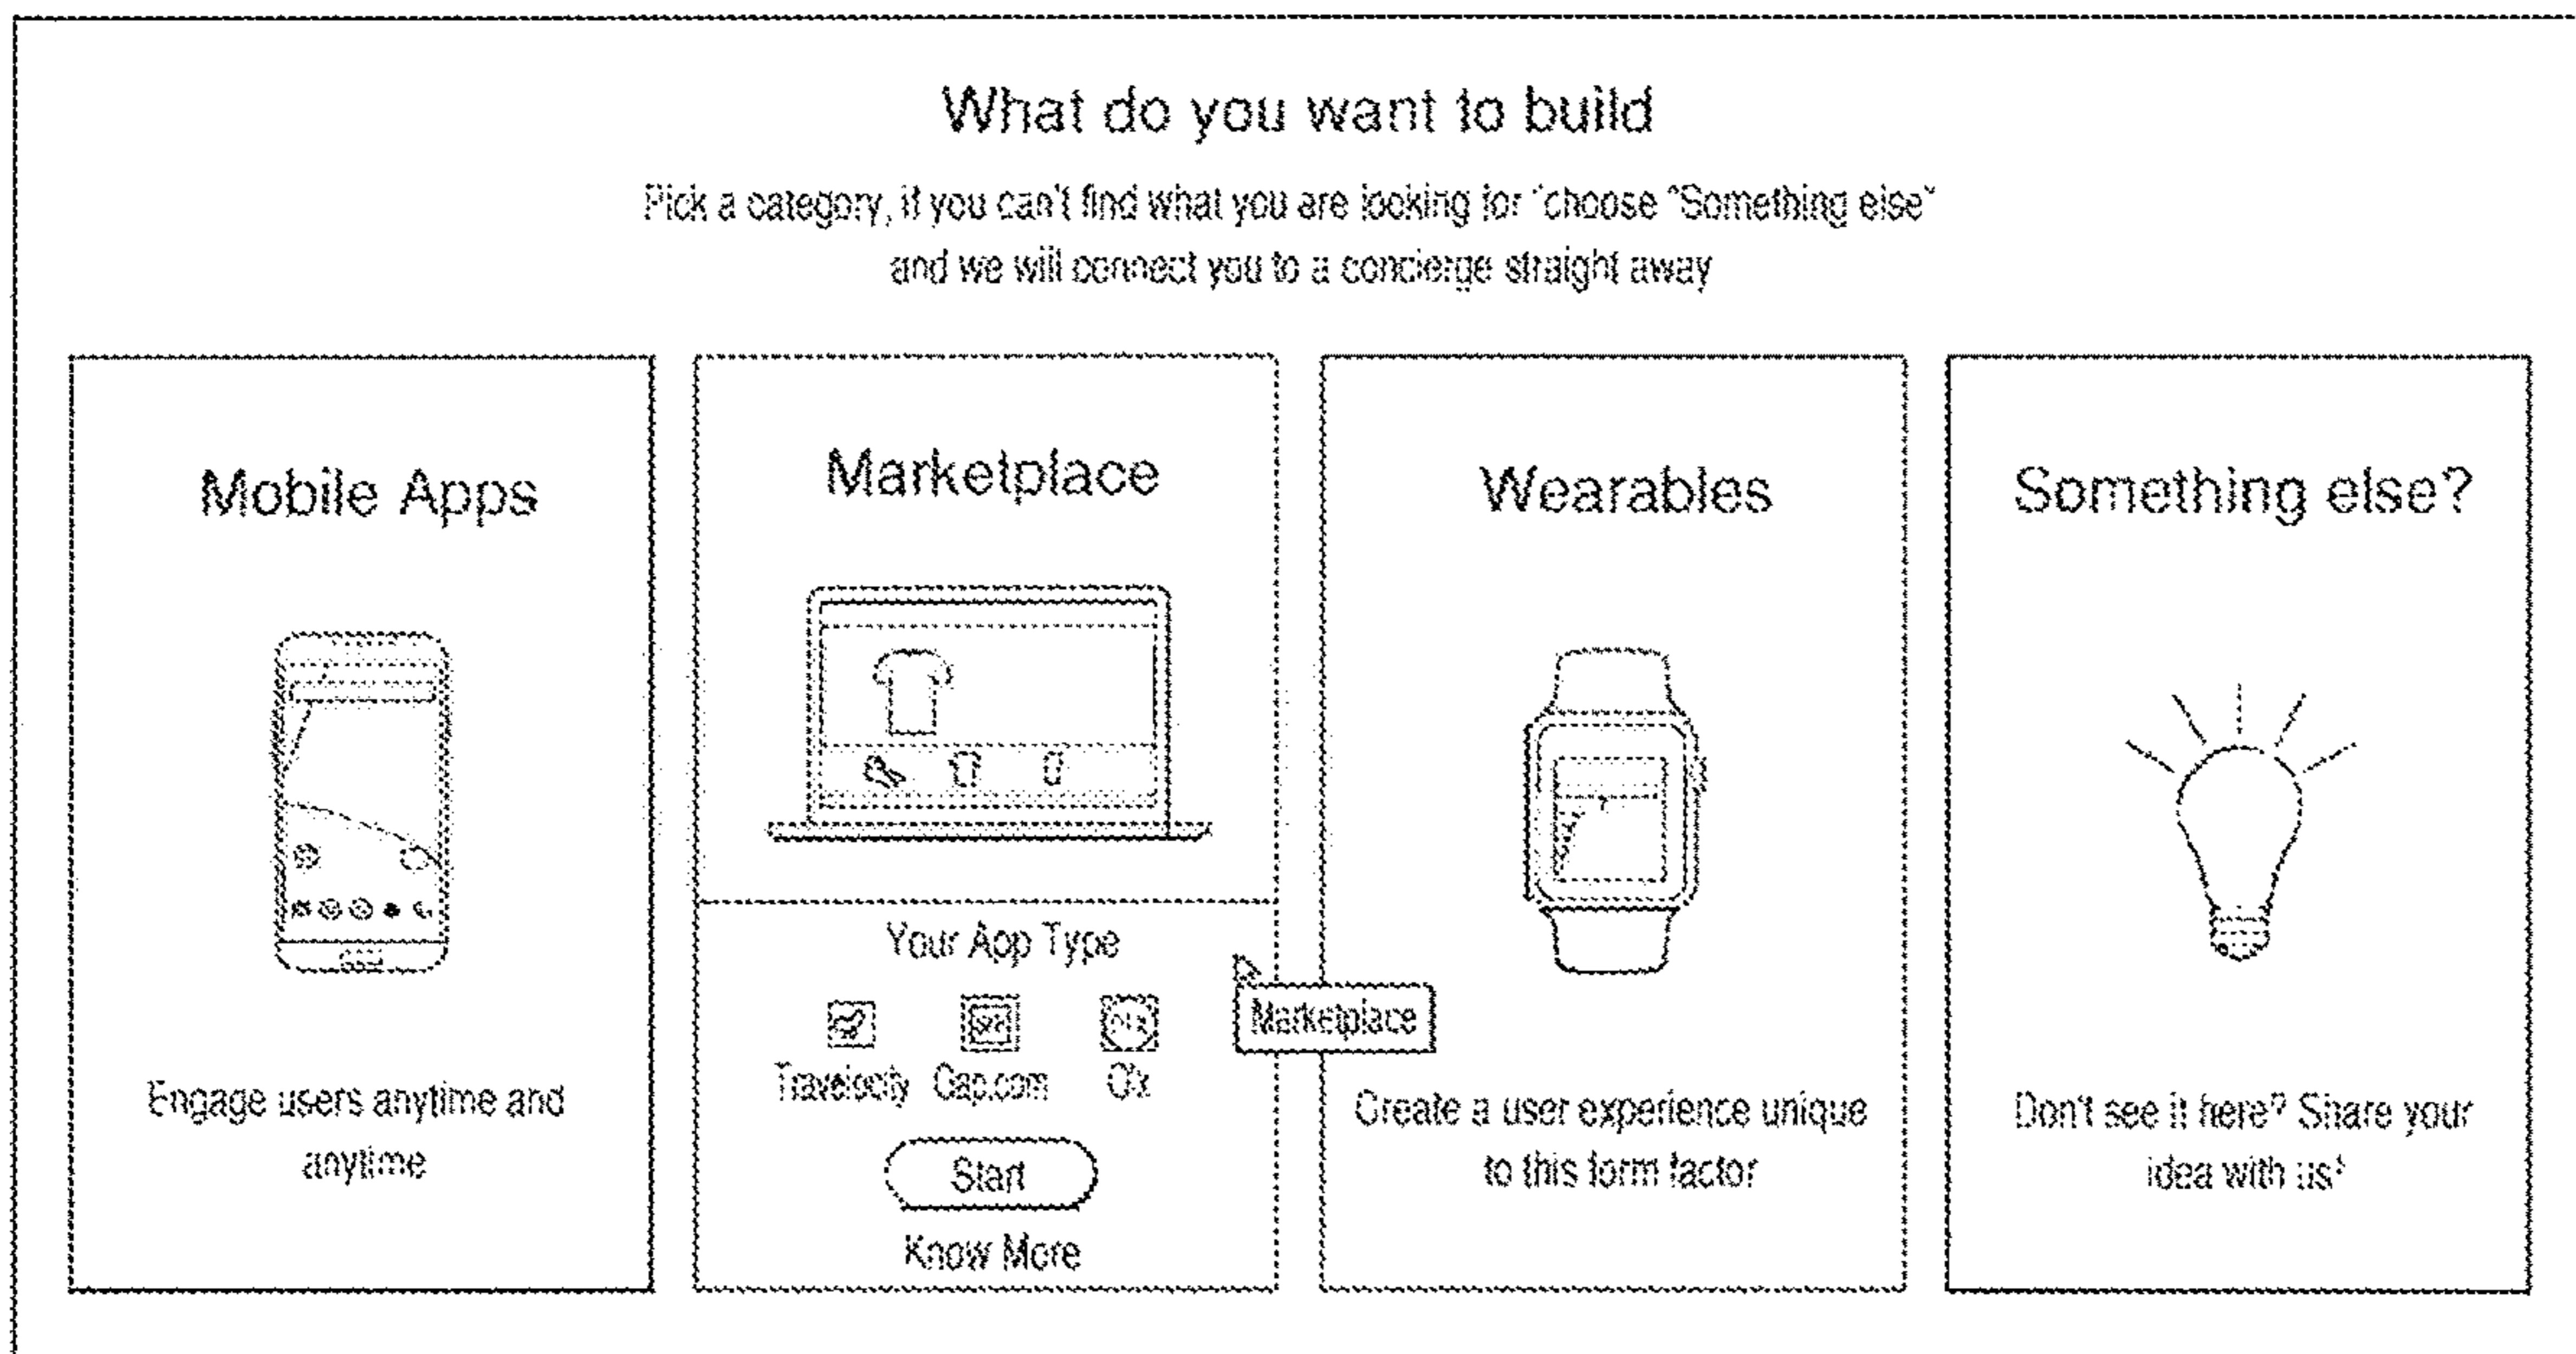 What do you want to build
Pick a category, if you can't find what you are looking for "choose "Something else"
and we will connect you to a concierge straight away
Mobile Apps
Engage users anytime and
anytime
Marketplace
Your App Type
Travelocity Gap.com Olx
Start
Know More
Marketplace
Wearables
Create a user experience unique
to this form factor
Something else?
Don't see it here? Share your
idea with us!